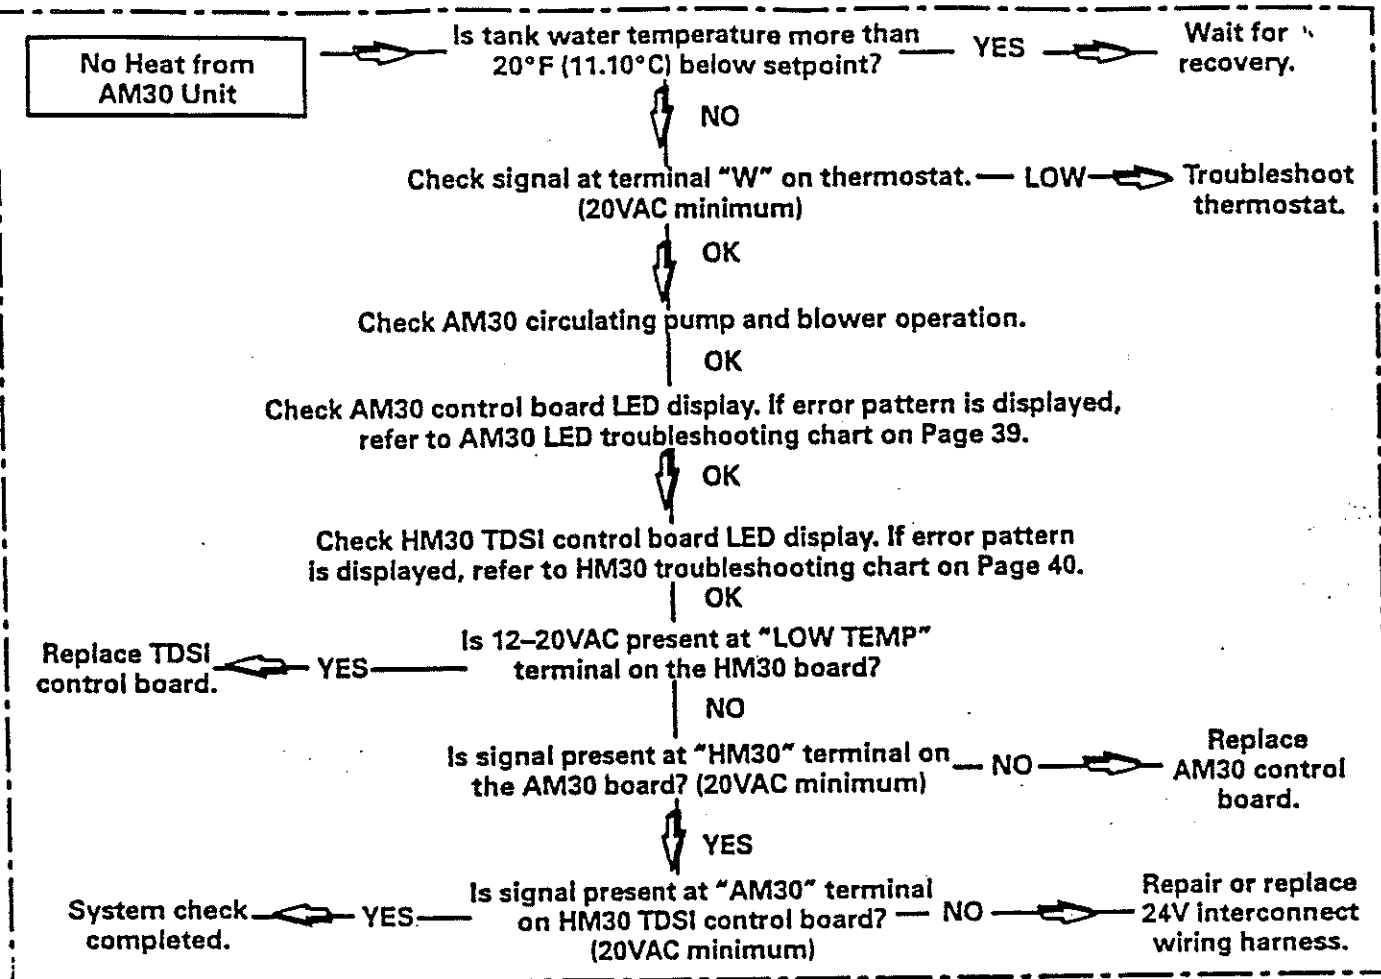 No Heat from
AM30 Unit
Is tank water temperature more than
20°F (11.10°C) below setpoint?
YES
Wait for
recovery.
NO
Check signal at terminal "W" on thermostat.
(20VAC minimum)
LOW
Troubleshoot
thermostat.
OK
Check AM30 circulating pump and blower operation.
OK
Check AM30 control board LED display. If error pattern is displayed,
refer to AM30 LED troubleshooting chart on Page 39.
OK
Check HM30 TDSI control board LED display. If error pattern
is displayed, refer to HM30 troubleshooting chart on Page 40.
OK
Is 12–20VAC present at "LOW TEMP"
terminal on the HM30 board?
YES
Replace TDSI
control board.
NO
Is signal present at "HM30" terminal on
the AM30 board? (20VAC minimum)
NO
Replace
AM30 control
board.
YES
Is signal present at "AM30" terminal
on HM30 TDSI control board?
(20VAC minimum)
YES
System check
completed.
NO
Repair or replace
24V interconnect
wiring harness.